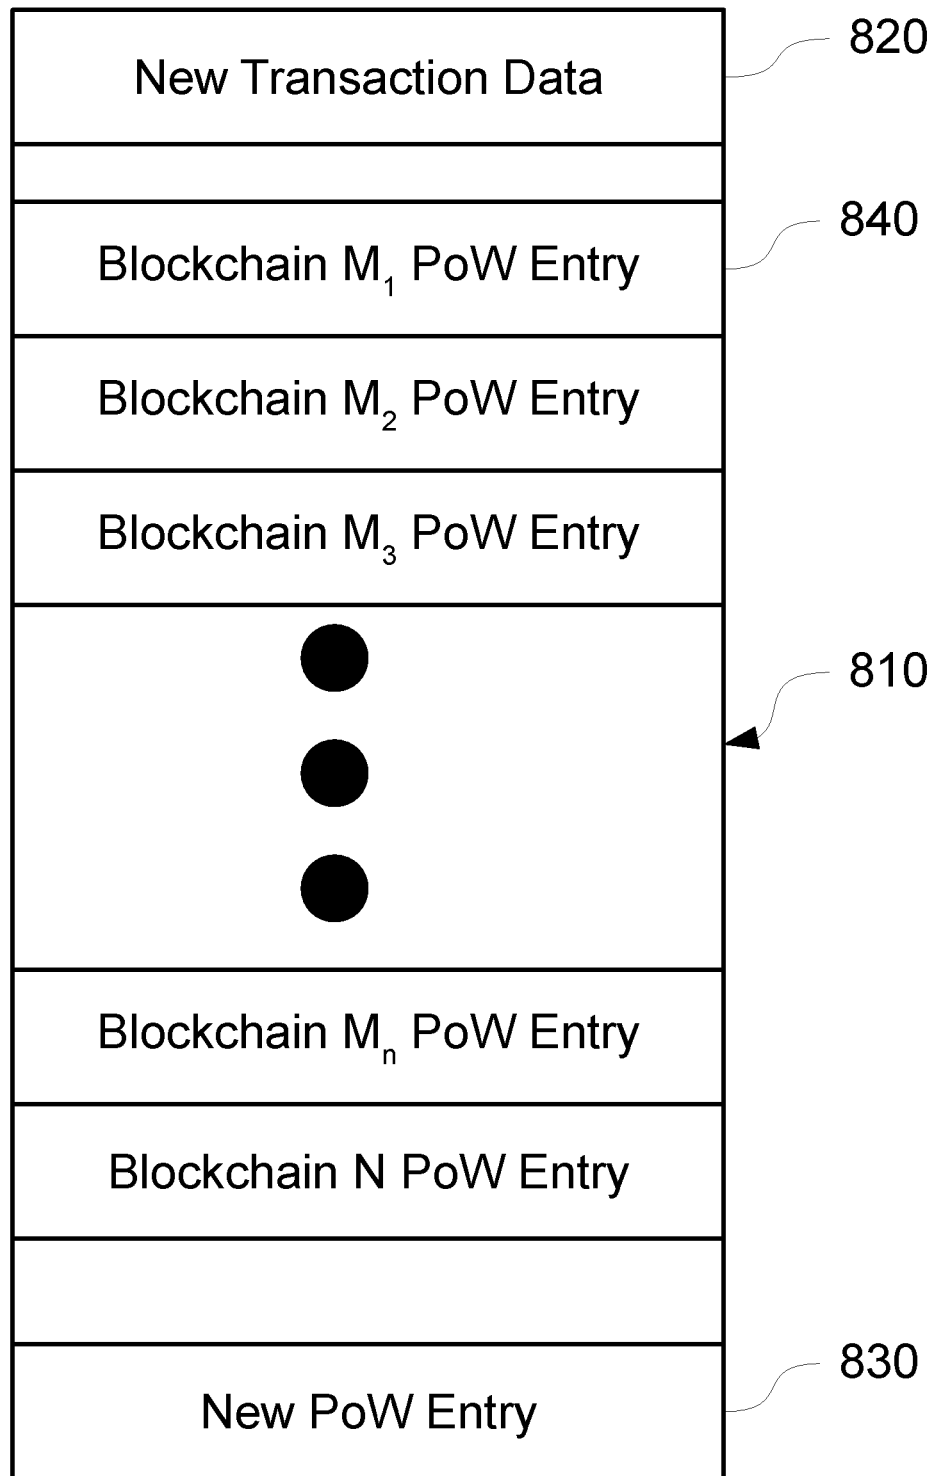 820
New Transaction Data
840
Blockchain M₁ PoW Entry
Blockchain M₂ PoW Entry
Blockchain M₃ PoW Entry
810
Blockchain Mₙ PoW Entry
Blockchain N PoW Entry
830
New PoW Entry